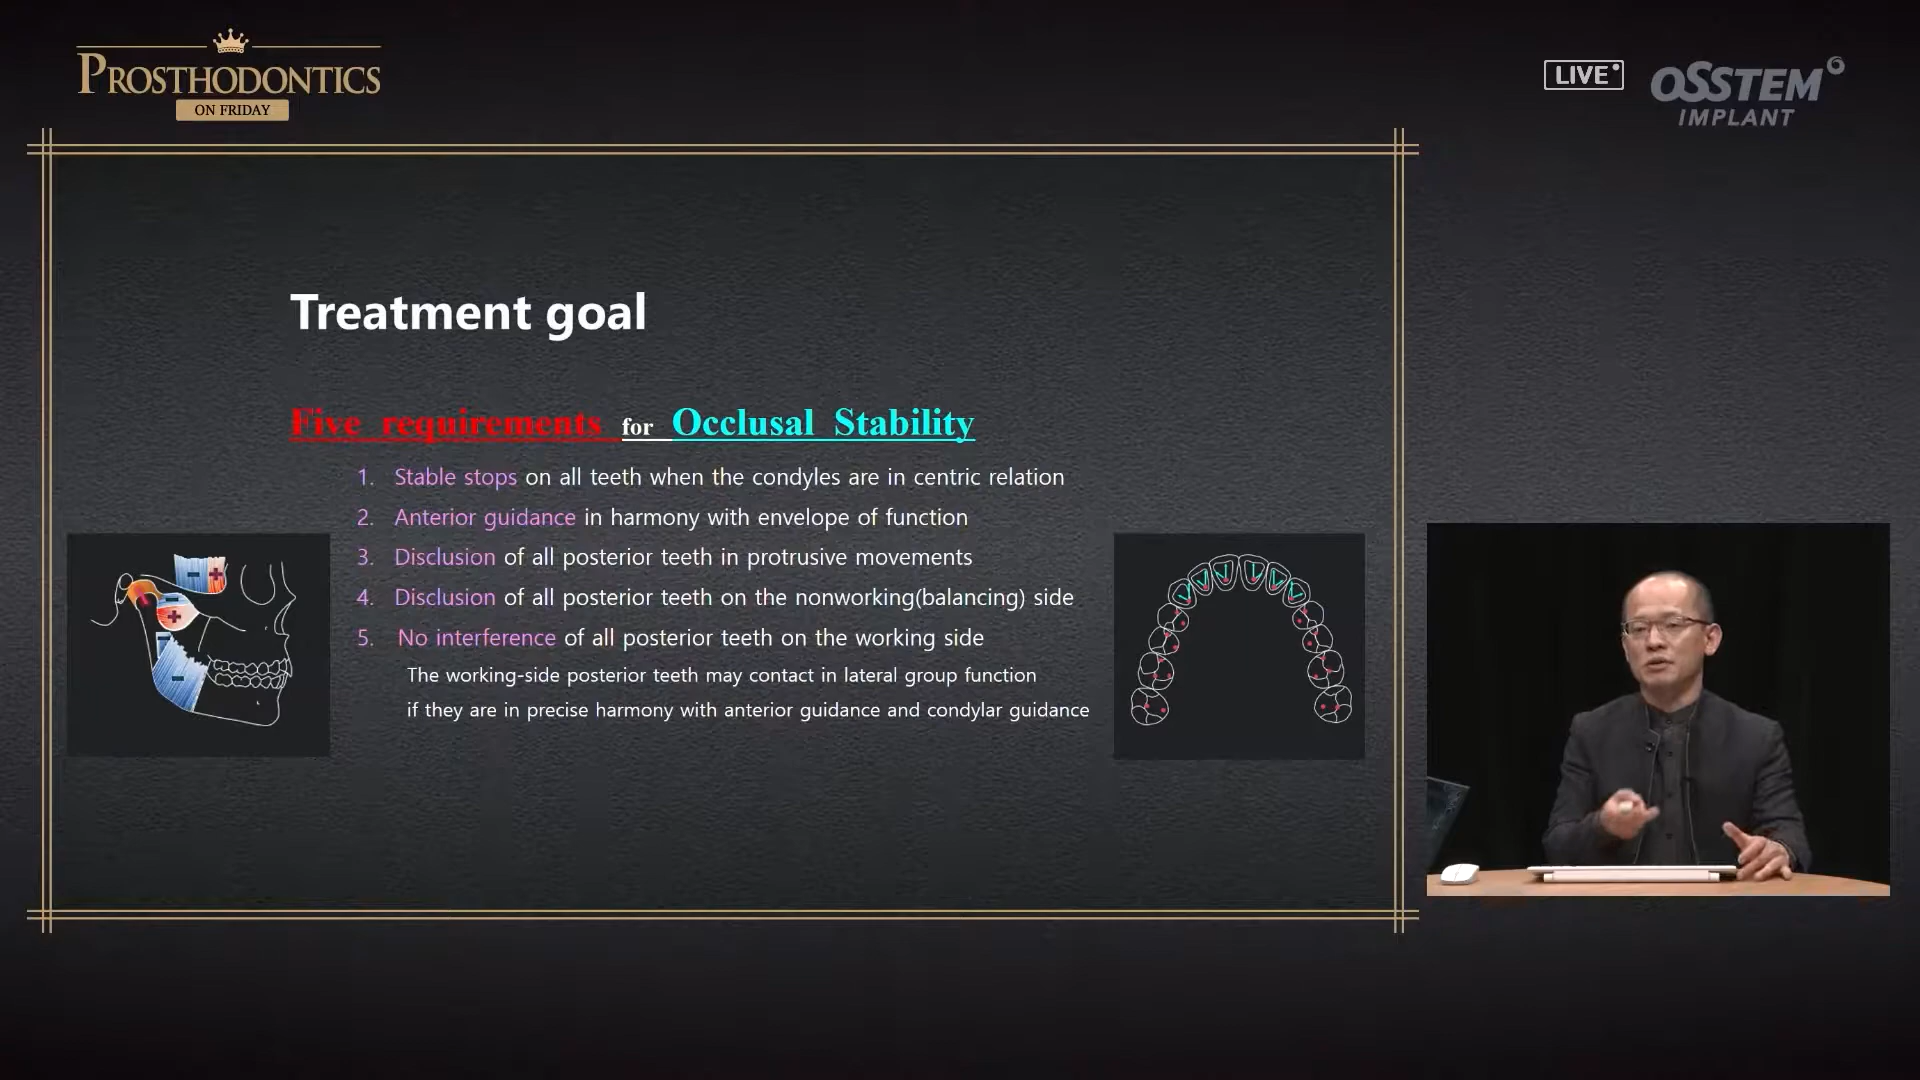 PROSTHODONTICS
ON FRIDAY
LIVE
OSSTEM
IMPLANT
Treatment goal
Five requirements for Occlusal Stability
1. Stable stops on all teeth when the condyles are in centric relation
2. Anterior guidance in harmony with envelope of function
3. Disclusion of all posterior teeth in protrusive movements
4. Disclusion of all posterior teeth on the nonworking(balancing) side
5. No interference of all posterior teeth on the working side
The working-side posterior teeth may contact in lateral group function
if they are in precise harmony with anterior guidance and condylar guidance